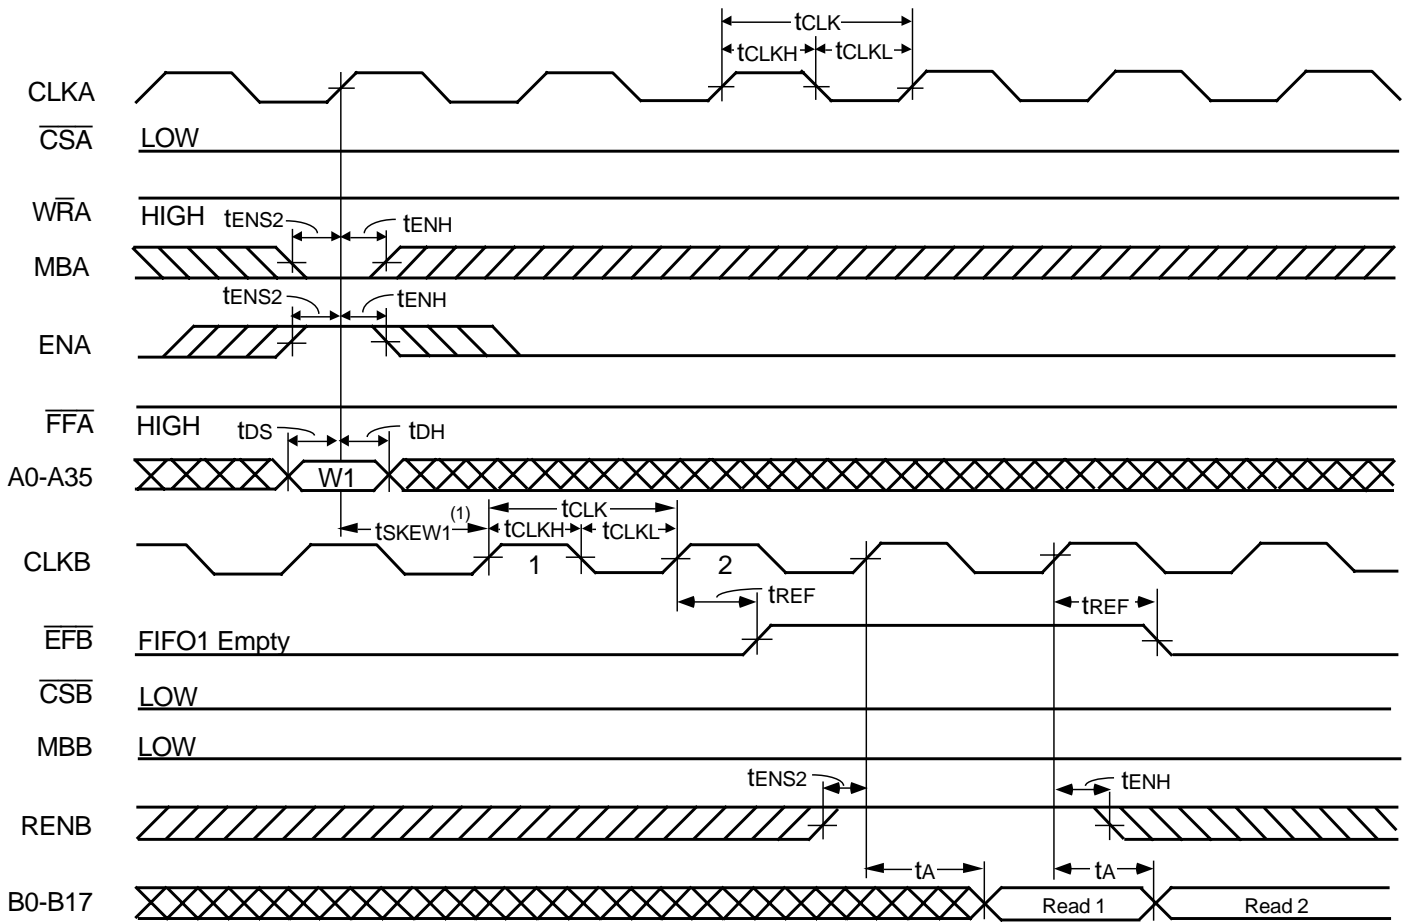 tCLK
tCLKH tCLKL
CLKA
CSA LOW
WRA HIGH tENS2 tENH
MBA
tENS2 tENH
ENA
FFA HIGH
tDS tDH
A0-A35 W1
tSKEW1 (1) tCLK
tCLKH tCLKL
CLKB 1 2
tREF tREF
EFB FIFO1 Empty
CSB LOW
MBB LOW
tENS2 tENH
RENB
tA tA
B0-B17 Read 1 Read 2